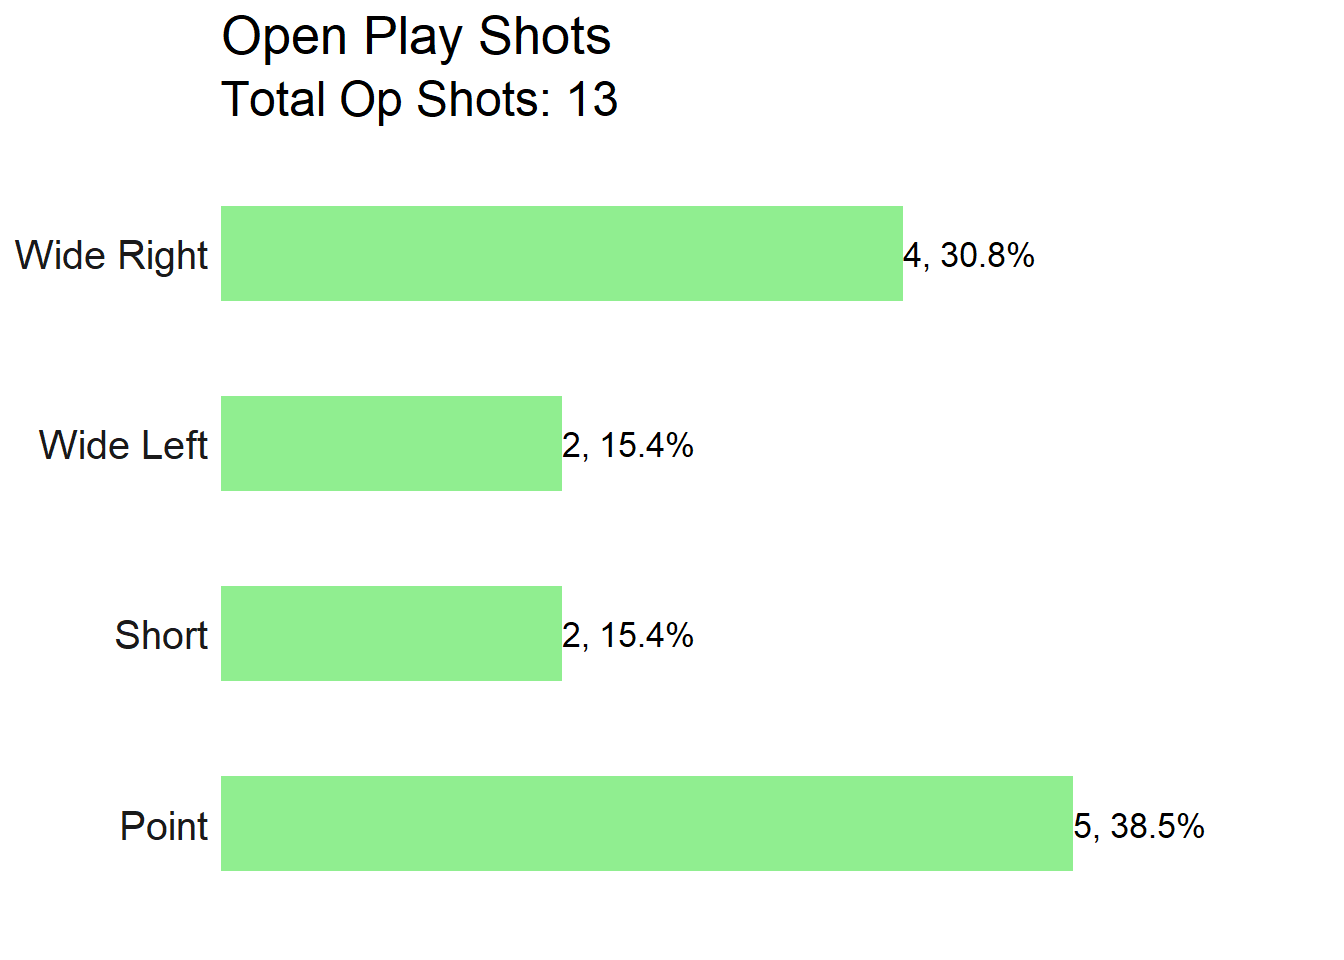 Open Play Shots
Total Op Shots: 13
Wide Right 4, 30.8%
Wide Left 2, 15.4%
Short 2, 15.4%
Point 5, 38.5%